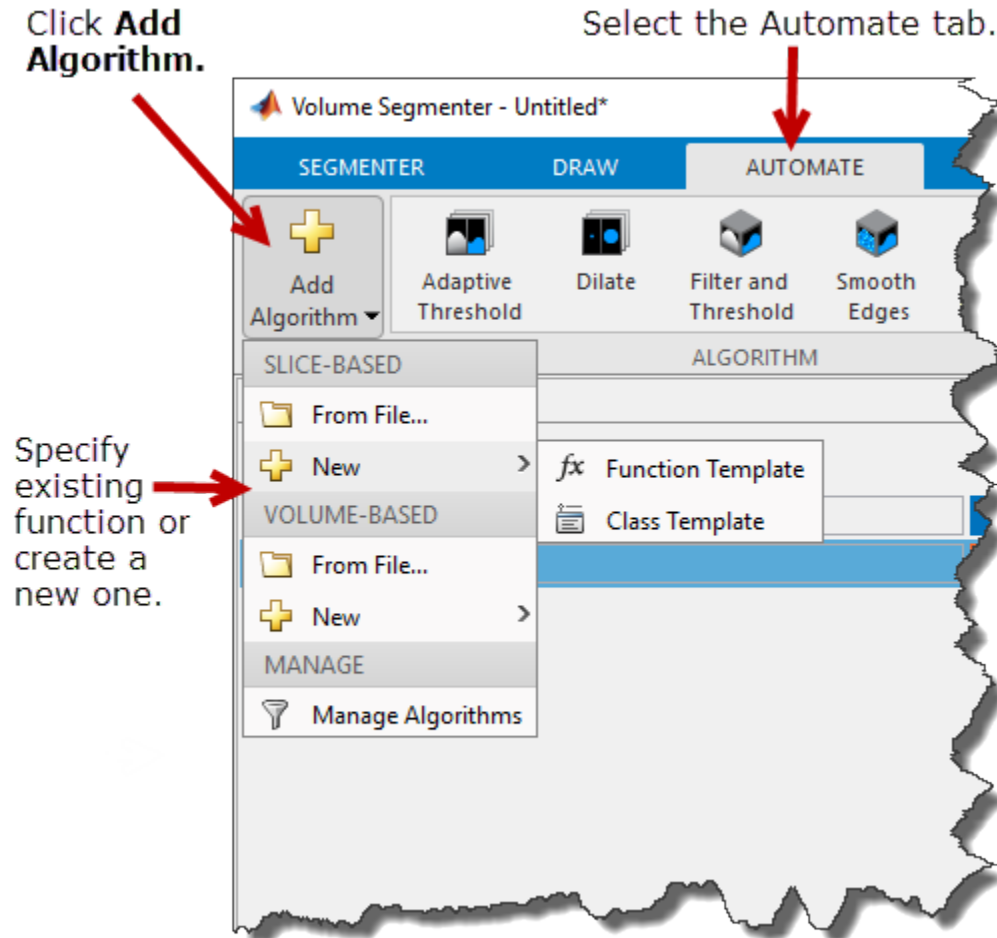 Click Add
Algorithm.
Select the Automate tab.
Volume Segmenter - Untitled*
SEGMENTER
DRAW
AUTOMATE
Add
Algorithm
Adaptive
Threshold
Dilate
Filter and
Threshold
Smooth
Edges
ALGORITHM
SLICE-BASED
From File...
New
fx Function Template
Class Template
Specify
existing
function or
create a
new one.
VOLUME-BASED
From File...
New
MANAGE
Manage Algorithms